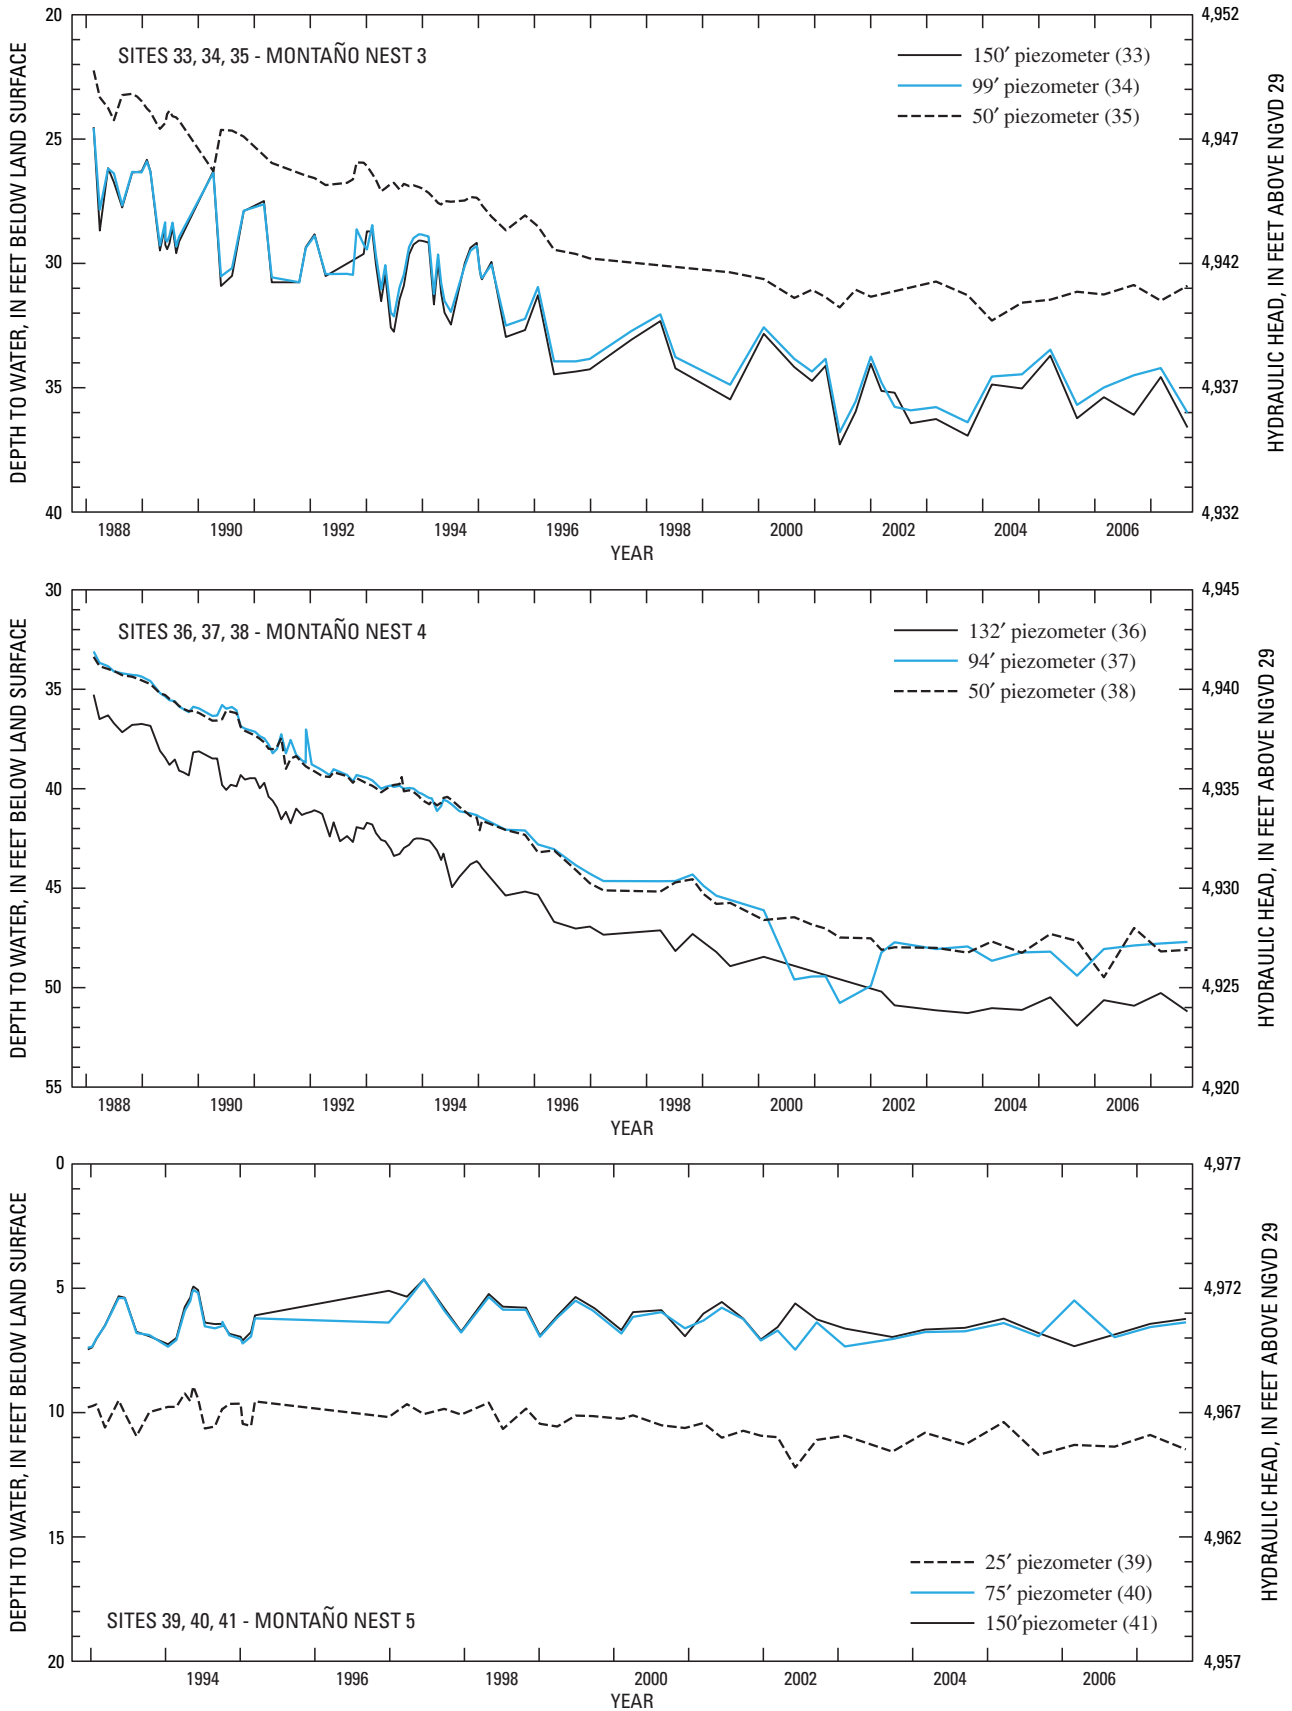 SITES 33, 34, 35 - MONTAÑO NEST 3
150′ piezometer (33)
99′ piezometer (34)
50′ piezometer (35)
DEPTH TO WATER, IN FEET BELOW LAND SURFACE
20
25
30
35
40
HYDRAULIC HEAD, IN FEET ABOVE NGVD 29
4,952
4,947
4,942
4,937
4,932
1988 1990 1992 1994 1996 1998 2000 2002 2004 2006
YEAR
SITES 36, 37, 38 - MONTAÑO NEST 4
132′ piezometer (36)
94′ piezometer (37)
50′ piezometer (38)
DEPTH TO WATER, IN FEET BELOW LAND SURFACE
30
35
40
45
50
55
HYDRAULIC HEAD, IN FEET ABOVE NGVD 29
4,945
4,940
4,935
4,930
4,925
4,920
1988 1990 1992 1994 1996 1998 2000 2002 2004 2006
YEAR
DEPTH TO WATER, IN FEET BELOW LAND SURFACE
0
5
10
15
20
HYDRAULIC HEAD, IN FEET ABOVE NGVD 29
4,977
4,972
4,967
4,962
4,957
25′ piezometer (39)
75′ piezometer (40)
150′piezometer (41)
SITES 39, 40, 41 - MONTAÑO NEST 5
1994 1996 1998 2000 2002 2004 2006
YEAR